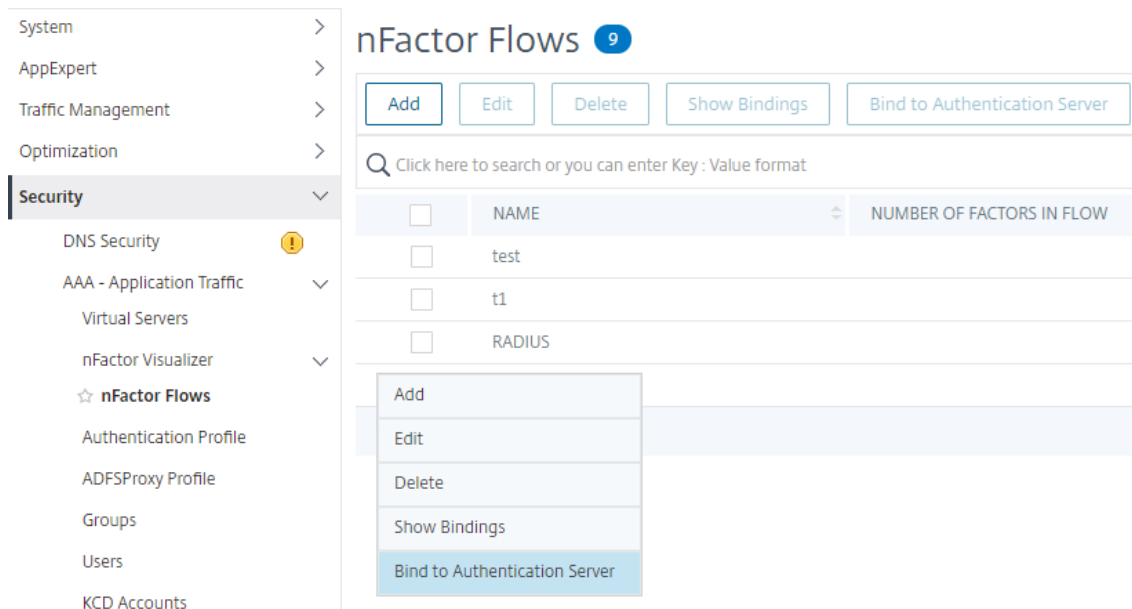 System
AppExpert
Traffic Management
Optimization
Security
DNS Security
AAA - Application Traffic
Virtual Servers
nFactor Visualizer
nFactor Flows
Authentication Profile
ADFSProxy Profile
Groups
Users
KCD Accounts
nFactor Flows 9
Add Edit Delete Show Bindings Bind to Authentication Server
Click here to search or you can enter Key : Value format
NAME NUMBER OF FACTORS IN FLOW
test
t1
RADIUS
Add
Edit
Delete
Show Bindings
Bind to Authentication Server